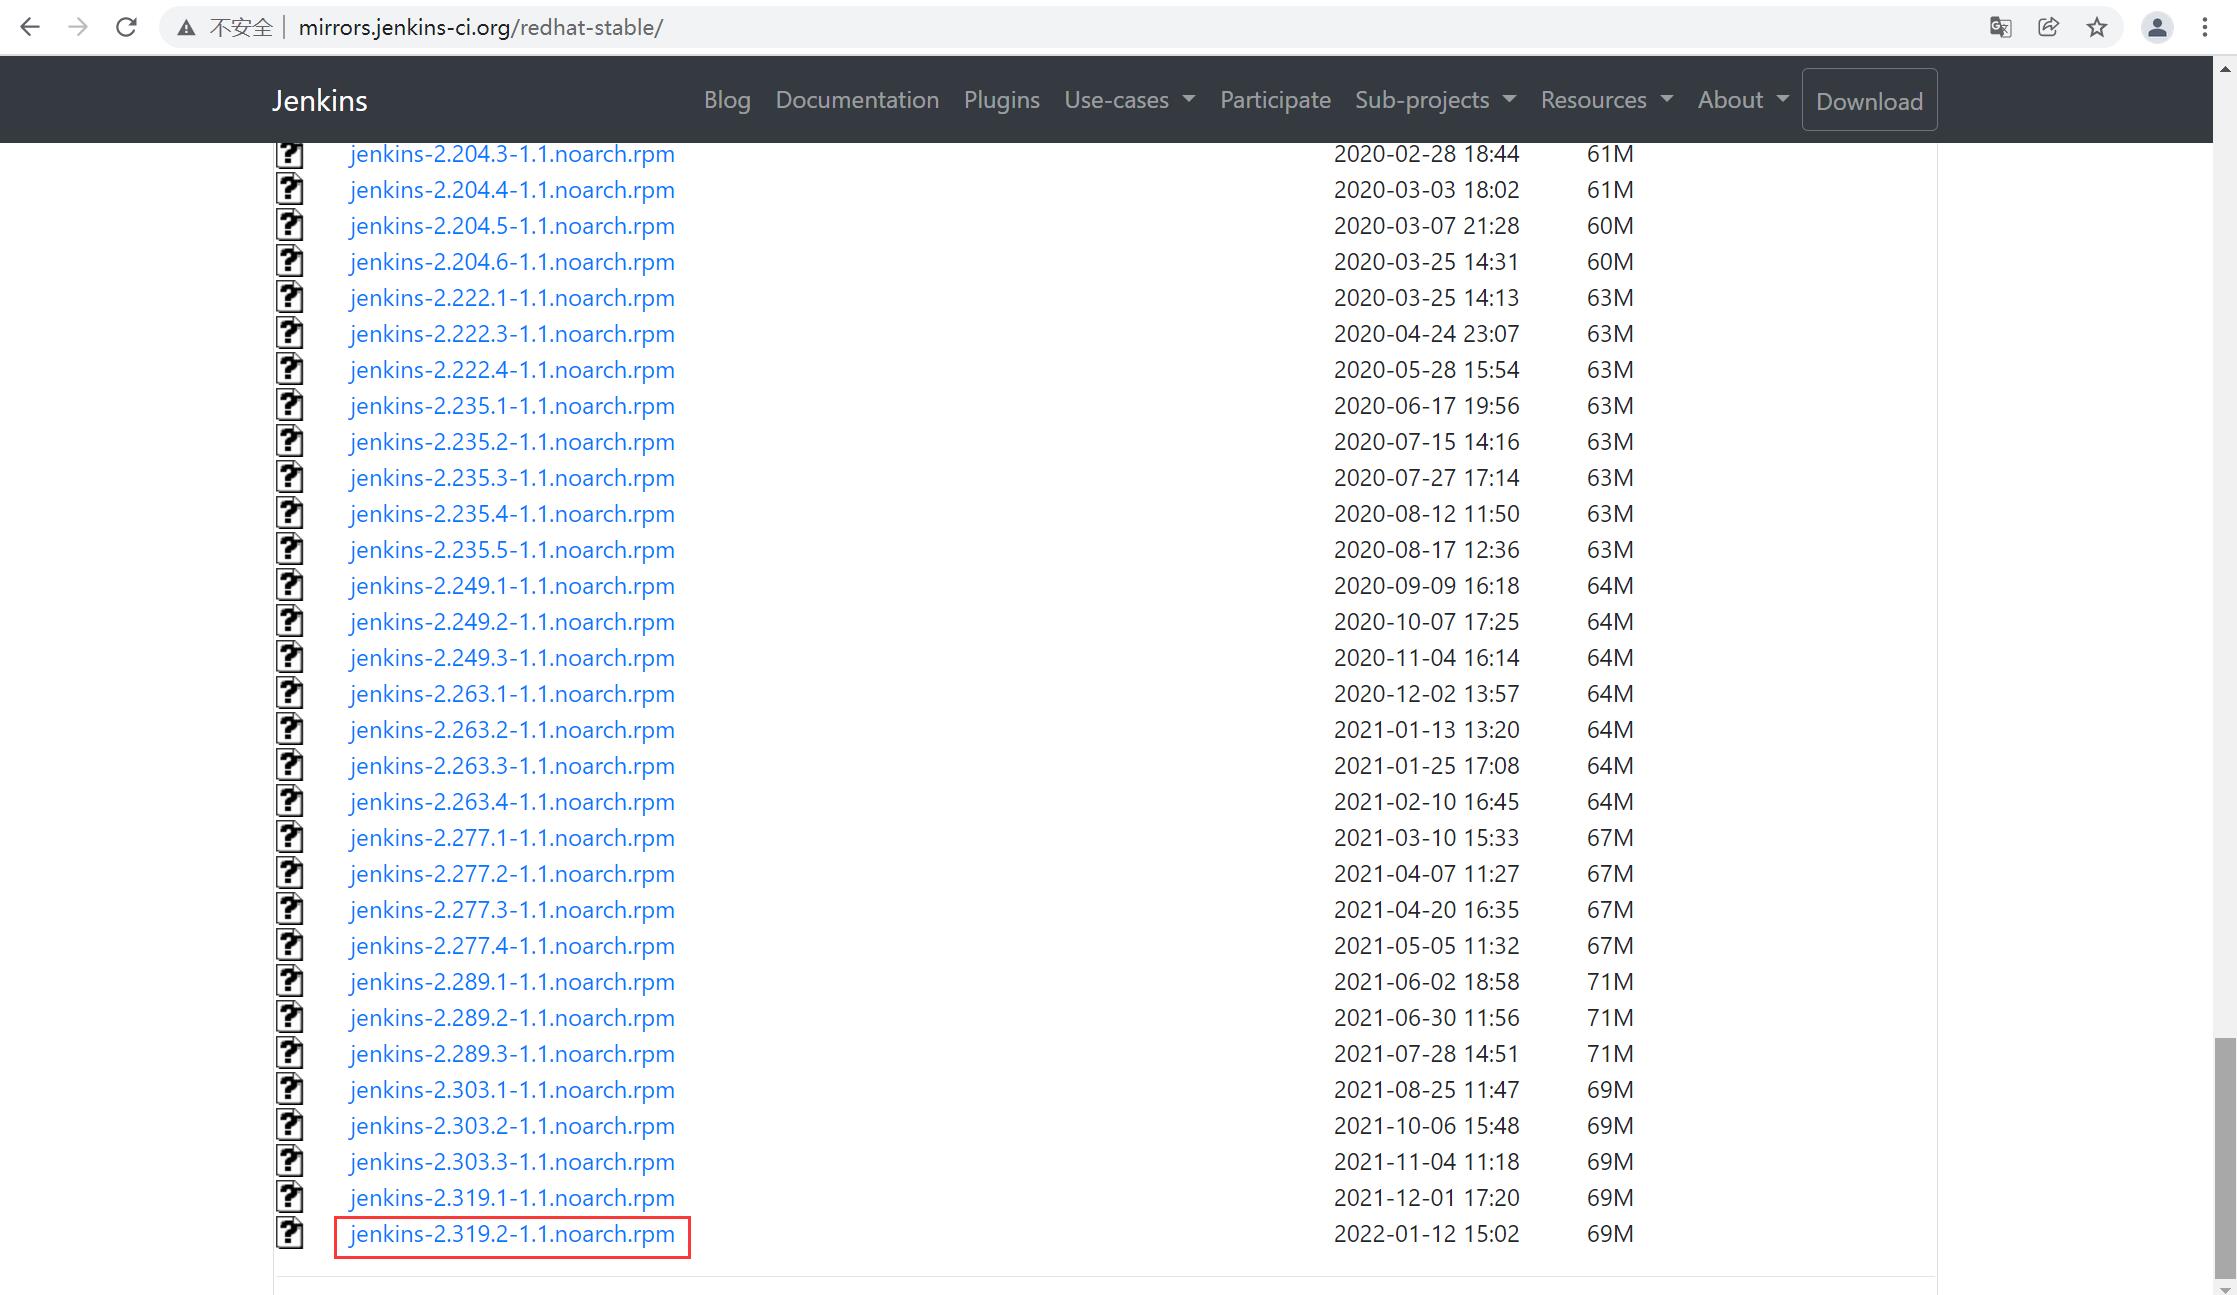 不安全 | mirrors.jenkins-ci.org/redhat-stable/
Jenkins Blog Documentation Plugins Use-cases Participate Sub-projects Resources About Download
jenkins-2.204.3-1.1.noarch.rpm 2020-02-28 18:44 61M
jenkins-2.204.4-1.1.noarch.rpm 2020-03-03 18:02 61M
jenkins-2.204.5-1.1.noarch.rpm 2020-03-07 21:28 60M
jenkins-2.204.6-1.1.noarch.rpm 2020-03-25 14:31 60M
jenkins-2.222.1-1.1.noarch.rpm 2020-03-25 14:13 63M
jenkins-2.222.3-1.1.noarch.rpm 2020-04-24 23:07 63M
jenkins-2.222.4-1.1.noarch.rpm 2020-05-28 15:54 63M
jenkins-2.235.1-1.1.noarch.rpm 2020-06-17 19:56 63M
jenkins-2.235.2-1.1.noarch.rpm 2020-07-15 14:16 63M
jenkins-2.235.3-1.1.noarch.rpm 2020-07-27 17:14 63M
jenkins-2.235.4-1.1.noarch.rpm 2020-08-12 11:50 63M
jenkins-2.235.5-1.1.noarch.rpm 2020-08-17 12:36 63M
jenkins-2.249.1-1.1.noarch.rpm 2020-09-09 16:18 64M
jenkins-2.249.2-1.1.noarch.rpm 2020-10-07 17:25 64M
jenkins-2.249.3-1.1.noarch.rpm 2020-11-04 16:14 64M
jenkins-2.263.1-1.1.noarch.rpm 2020-12-02 13:57 64M
jenkins-2.263.2-1.1.noarch.rpm 2021-01-13 13:20 64M
jenkins-2.263.3-1.1.noarch.rpm 2021-01-25 17:08 64M
jenkins-2.263.4-1.1.noarch.rpm 2021-02-10 16:45 64M
jenkins-2.277.1-1.1.noarch.rpm 2021-03-10 15:33 67M
jenkins-2.277.2-1.1.noarch.rpm 2021-04-07 11:27 67M
jenkins-2.277.3-1.1.noarch.rpm 2021-04-20 16:35 67M
jenkins-2.277.4-1.1.noarch.rpm 2021-05-05 11:32 67M
jenkins-2.289.1-1.1.noarch.rpm 2021-06-02 18:58 71M
jenkins-2.289.2-1.1.noarch.rpm 2021-06-30 11:56 71M
jenkins-2.289.3-1.1.noarch.rpm 2021-07-28 14:51 71M
jenkins-2.303.1-1.1.noarch.rpm 2021-08-25 11:47 69M
jenkins-2.303.2-1.1.noarch.rpm 2021-10-06 15:48 69M
jenkins-2.303.3-1.1.noarch.rpm 2021-11-04 11:18 69M
jenkins-2.319.1-1.1.noarch.rpm 2021-12-01 17:20 69M
jenkins-2.319.2-1.1.noarch.rpm 2022-01-12 15:02 69M